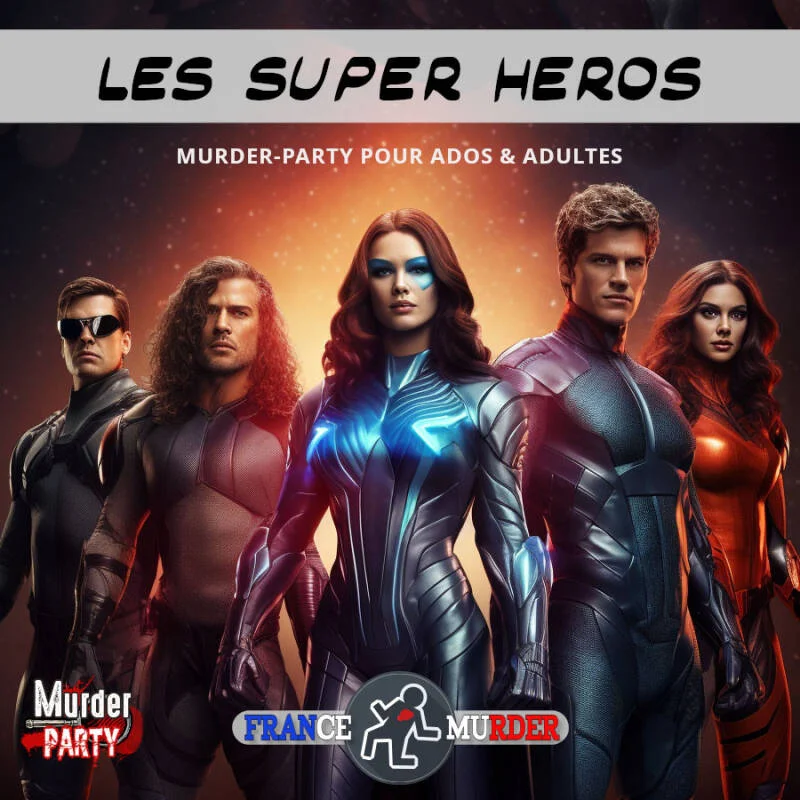 LES SUPER HEROS
MURDER-PARTY POUR ADOS & ADULTES
Murder
PARTY
FRANCE MURDER